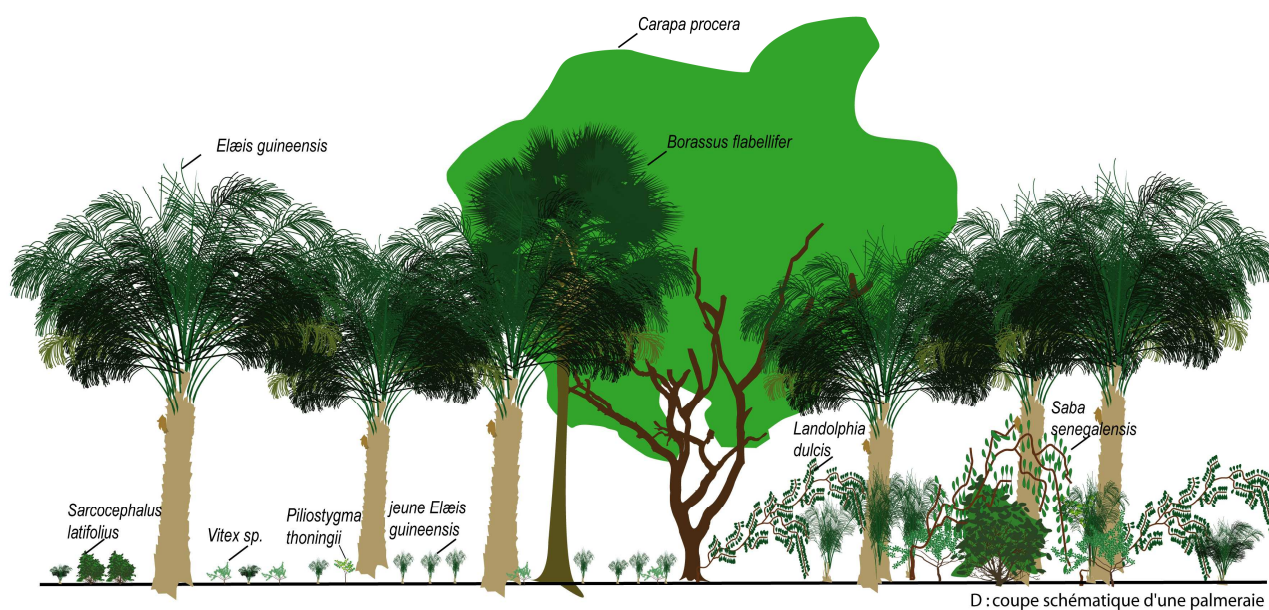 Carapa procera
Elæis guineensis
Borassus flabellifer
Saba
senegalensis
Landolphia
dulcis
Sarcocephalus
latifolius
Vitex sp.
Piliostygma
thoningii
jeune Elæis
guineensis
D : coupe schématique d'une palmeraie